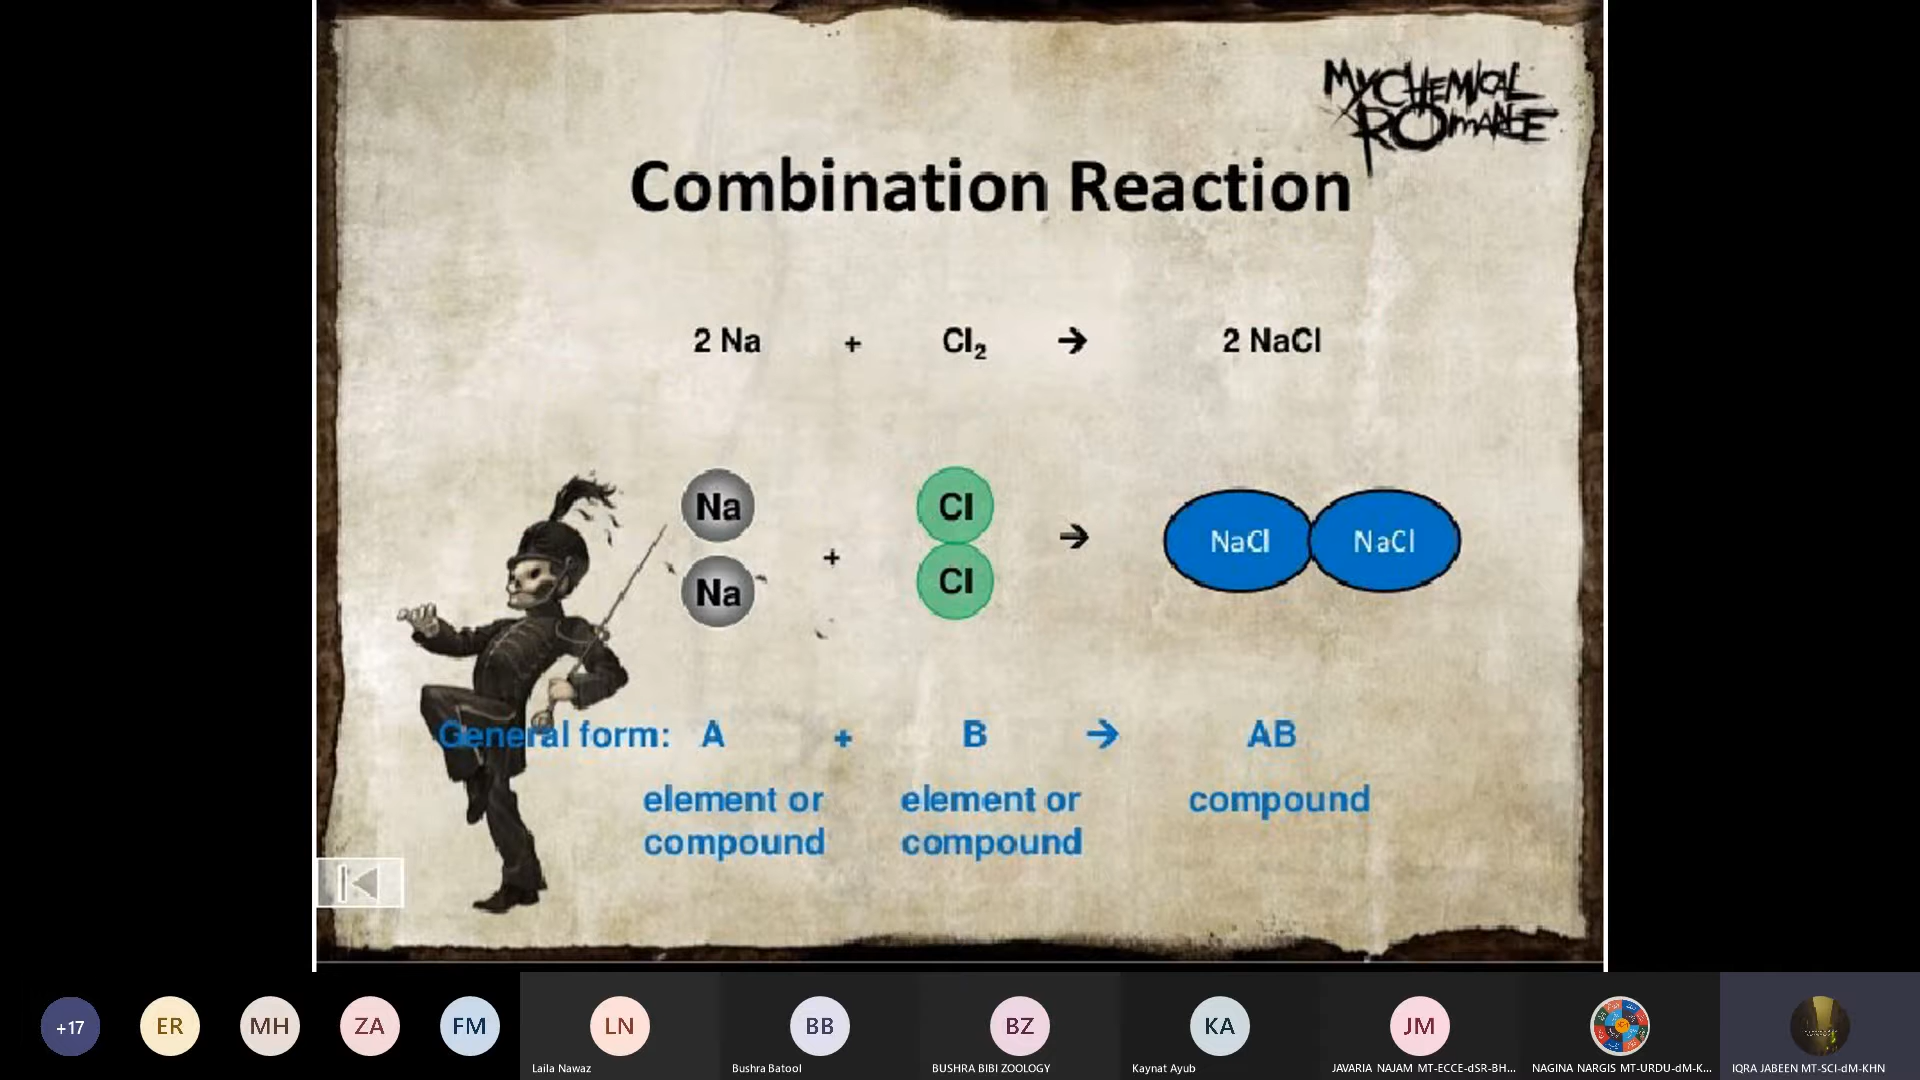 MY CHEMICAL
ROMANCE
Combination Reaction
2 Na + Cl₂ → 2 NaCl
Na
Na
+
Cl
Cl
→
NaCl NaCl
General form: A + B → AB
element or
compound
element or
compound
compound
+17
ER
MH
ZA
FM
LN
BB
BZ
KA
JM
Laila Nawaz
Bushra Batool
BUSHRA BIBI ZOOLOGY
Kaynat Ayub
JAVARIA NAJAM MT-ECCE-dSR-BH...
NAGINA NARGIS MT-URDU-dM-K...
IQRA JABEEN MT-SCI-dM-KHN